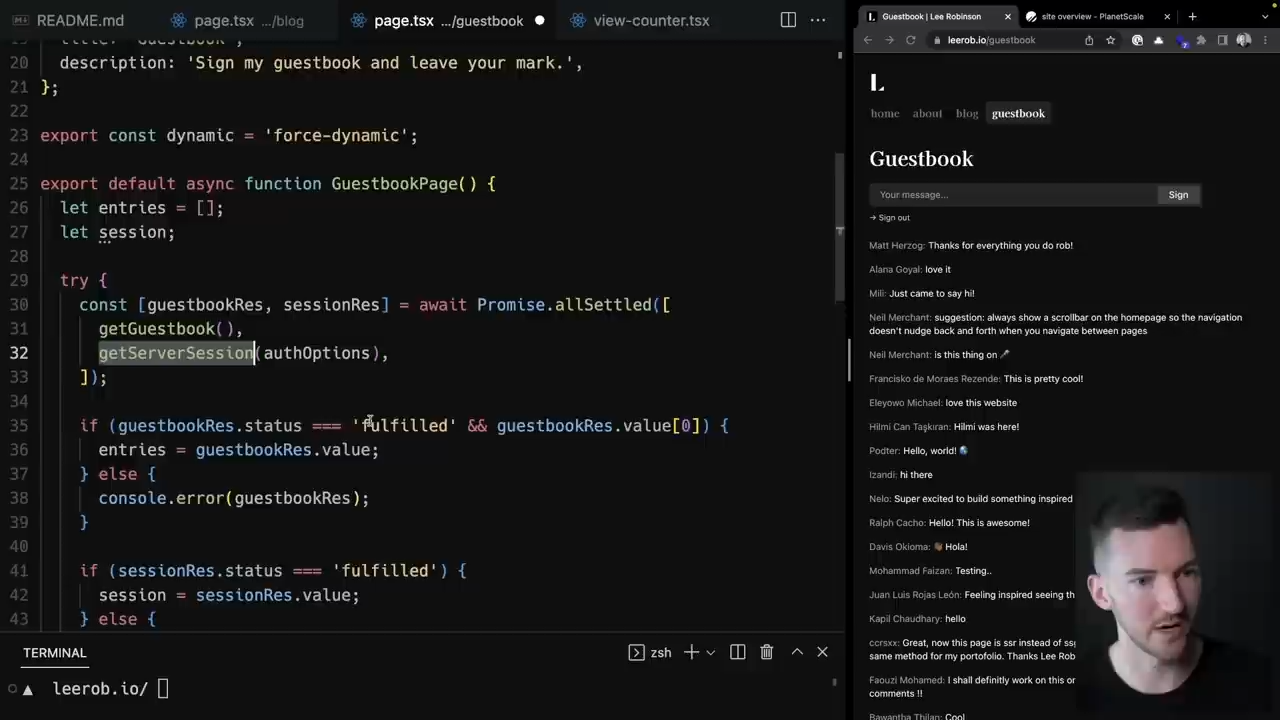 README.md
page.tsx .../blog
page.tsx .../guestbook
view-counter.tsx
20 description: 'Sign my guestbook and leave your mark.',
21 };
22
23 export const dynamic = 'force-dynamic';
24
25 export default async function GuestbookPage() {
26 let entries = [];
27 let session;
28
29 try {
30 const [guestbookRes, sessionRes] = await Promise.allSettled([
31 getGuestbook(),
32 getServerSession(authOptions),
33 ]);
34
35 if (guestbookRes.status === 'fulfilled' && guestbookRes.value[0]) {
36 entries = guestbookRes.value;
37 } else {
38 console.error(guestbookRes);
39 }
40
41 if (sessionRes.status === 'fulfilled') {
42 session = sessionRes.value;
43 } else {
TERMINAL
zsh
leerob.io/
Guestbook | Lee Robinson
site overview - PlanetScale
leerob.io/guestbook
L
home about blog guestbook
Guestbook
Your message...
Sign
→ Sign out
Matt Herzog: Thanks for everything you do rob!
Alana Goyal: love it
Mili: Just came to say hi!
Neil Merchant: suggestion: always show a scrollbar on the homepage so the navigation
doesn't nudge back and forth when you navigate between pages
Neil Merchant: is this thing on 🎤
Francisco de Moraes Rezende: This is pretty cool!
Eleyowo Michael: love this website
Hilmi Can Taşkıran: Hilmi was here!
Podter: Hello, world! 🌏
Izandi: hi there
Nelo: Super excited to build something inspired
Ralph Cacho: Hello! This is awesome!
Davis Okioma: 👋🏾 Hola!
Mohammad Faizan: Testing..
Juan Luis Rojas León: Feeling inspired seeing th
Kapil Chaudhary: hello
ccrsxx: Great, now this page is ssr instead of ssg
same method for my portofolio. Thanks Lee Rob
Faouzi Mohamed: I shall definitly work on this or
comments !!
Bawantha Thilan: Cool